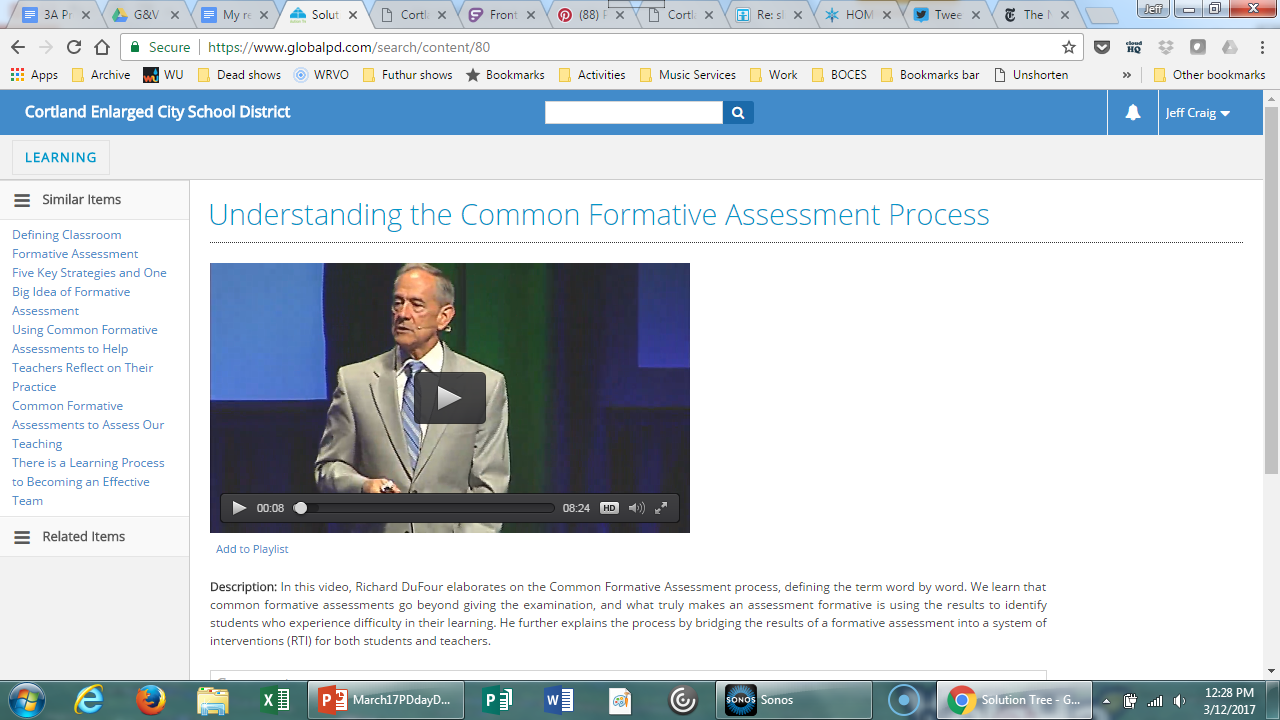 3A Pr
G&V
My re
Solut
Cortl
Front
(88) P
Cortl
Re: sl
HOM
Twee
The N
Jeff
Secure https://www.globalpd.com/search/content/80
Apps Archive WU Dead shows WRVO Futhur shows Bookmarks Activities Music Services Work BOCES Bookmarks bar Unshorten » Other bookmarks
Cortland Enlarged City School District
Jeff Craig
LEARNING
Similar Items
Defining Classroom
Formative Assessment
Five Key Strategies and One
Big Idea of Formative
Assessment
Using Common Formative
Assessments to Help
Teachers Reflect on Their
Practice
Common Formative
Assessments to Assess Our
Teaching
There is a Learning Process
to Becoming an Effective
Team
Related Items
Understanding the Common Formative Assessment Process
00:08 08:24 HD
Add to Playlist
Description: In this video, Richard DuFour elaborates on the Common Formative Assessment process, defining the term word by word. We learn that
common formative assessments go beyond giving the examination, and what truly makes an assessment formative is using the results to identify
students who experience difficulty in their learning. He further explains the process by bridging the results of a formative assessment into a system of
interventions (RTI) for both students and teachers.
March17PDdayD...
Sonos
Solution Tree - G...
12:28 PM
3/12/2017